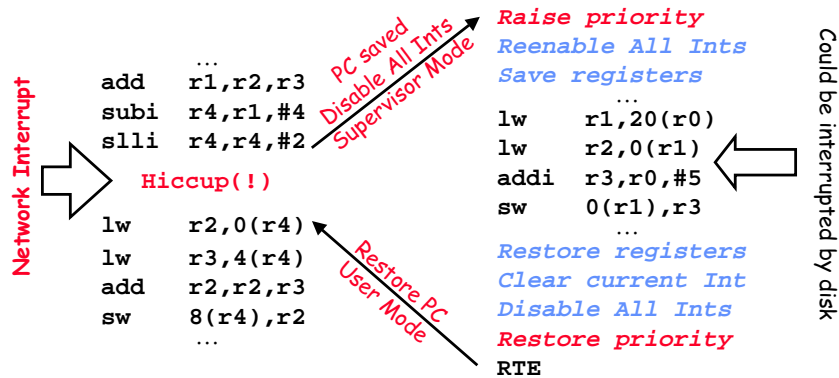 Network Interrupt
…
add r1,r2,r3
subi r4,r1,#4
slli r4,r4,#2
Hiccup(!)
lw r2,0(r4)
lw r3,4(r4)
add r2,r2,r3
sw 8(r4),r2
…
PC saved
Disable All Ints
Supervisor Mode
Restore PC
User Mode
Raise priority
Reenable All Ints
Save registers
…
lw r1,20(r0)
lw r2,0(r1)
addi r3,r0,#5
sw 0(r1),r3
…
Restore registers
Clear current Int
Disable All Ints
Restore priority
RTE
Could be interrupted by disk